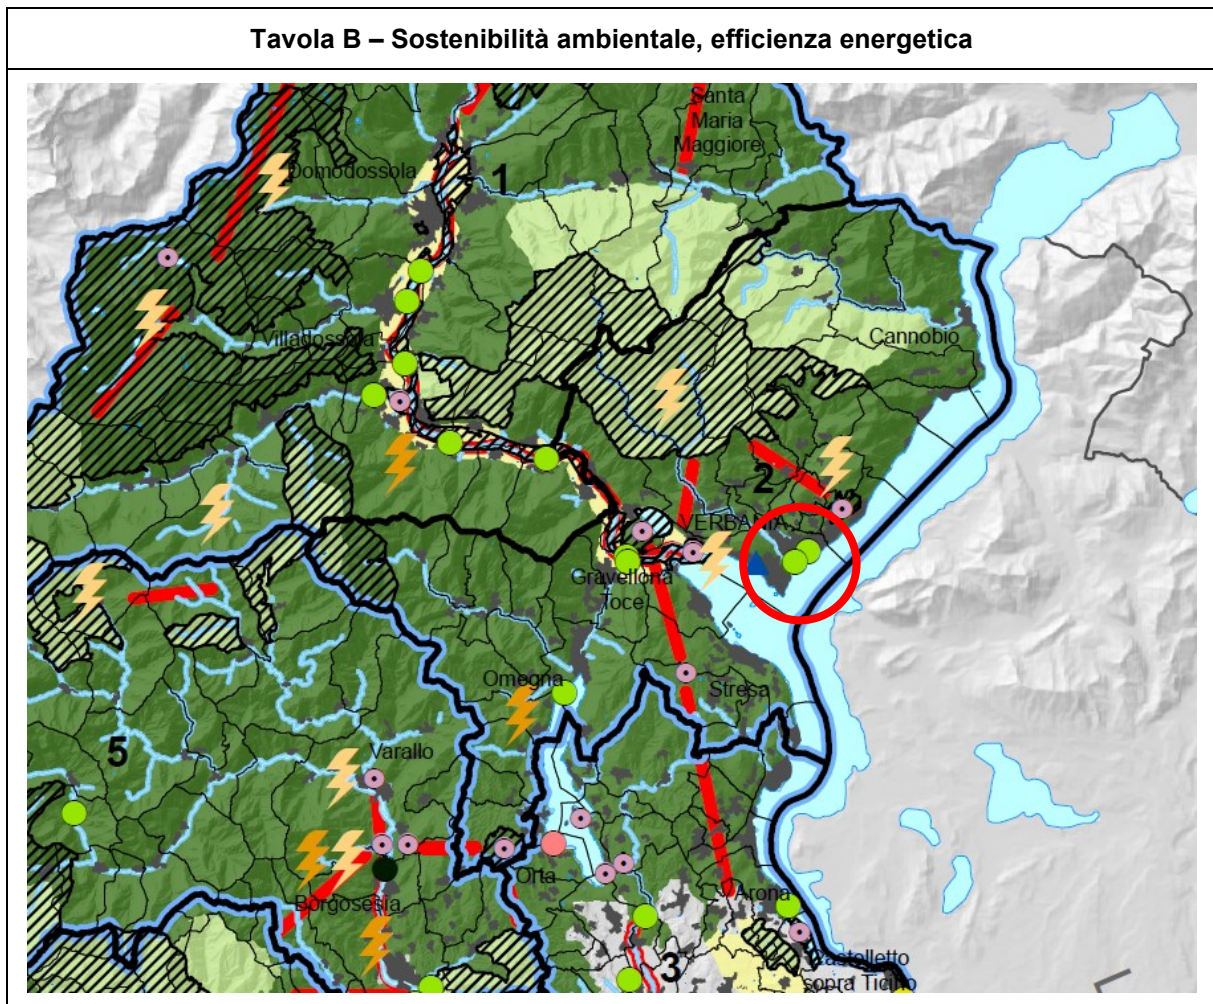 Tavola B – Sostenibilità ambientale, efficienza energetica
Santa
Maria
Maggiore
Domodossola
1
Villadossola
Cannobio
2
VERBANIA
Gravellona
Toce
Omegna
Stresa
5
Varallo
Orta
Arona
Borgosesia
3
Castelletto
sopra Ticino